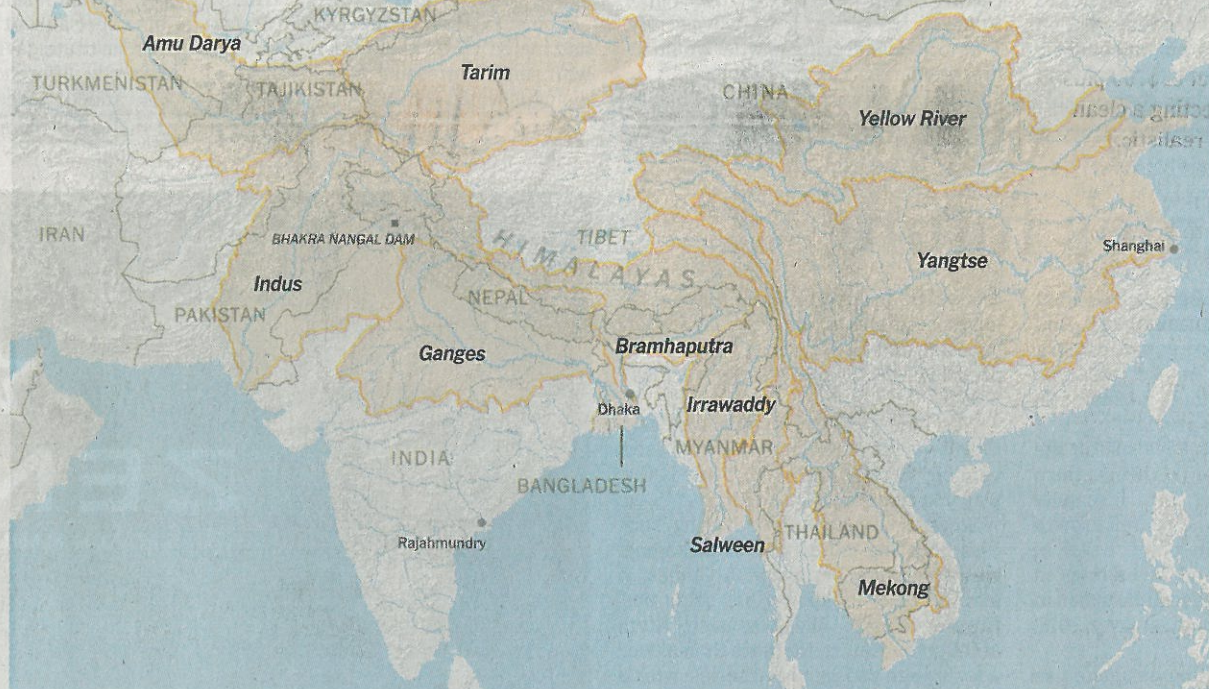 KYRGYZSTAN
Amu Darya
Tarim
TURKMENISTAN
TAJIKISTAN
CHINA
Yellow River
IRAN
BHAKRA NANGAL DAM
HIMALAYAS
TIBET
Shanghai
Yangtse
Indus
NEPAL
PAKISTAN
Ganges
Bramhaputra
Dhaka
Irrawaddy
MYANMAR
INDIA
BANGLADESH
Rajahmundry
Salween
THAILAND
Mekong